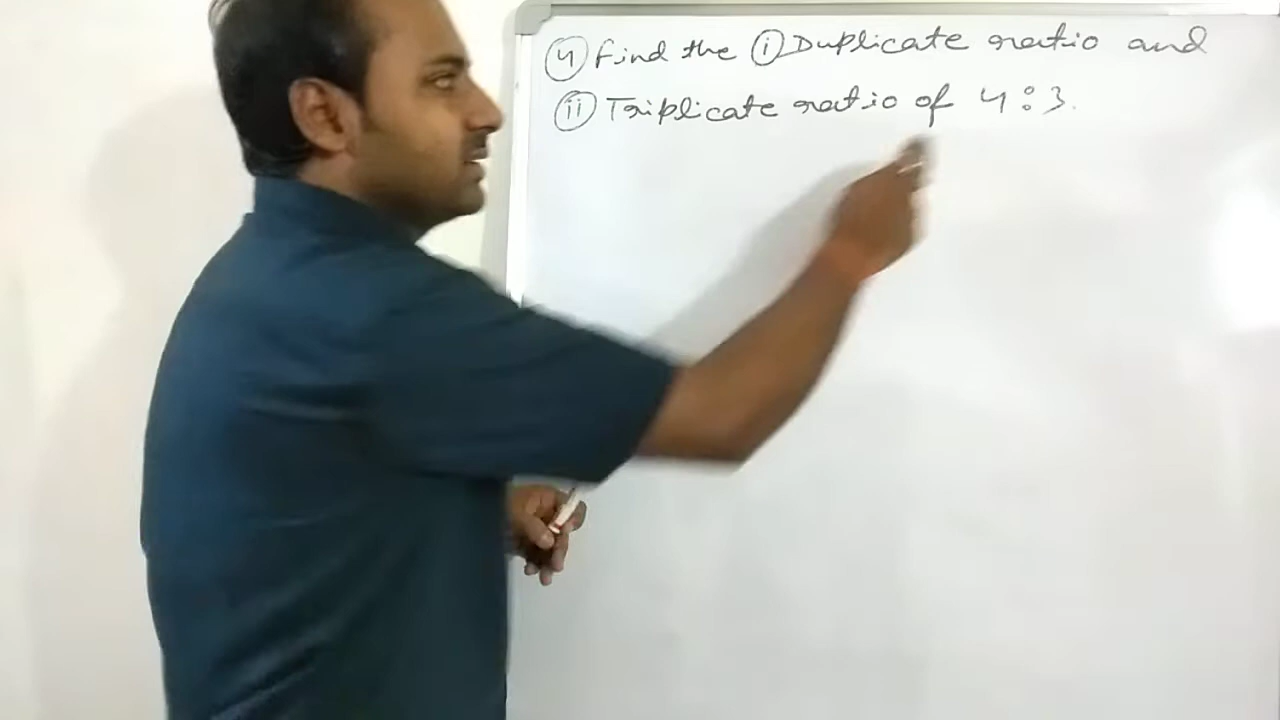 4) Find the (i) Duplicate ratio and
(ii) Triplicate ratio of 4:3.